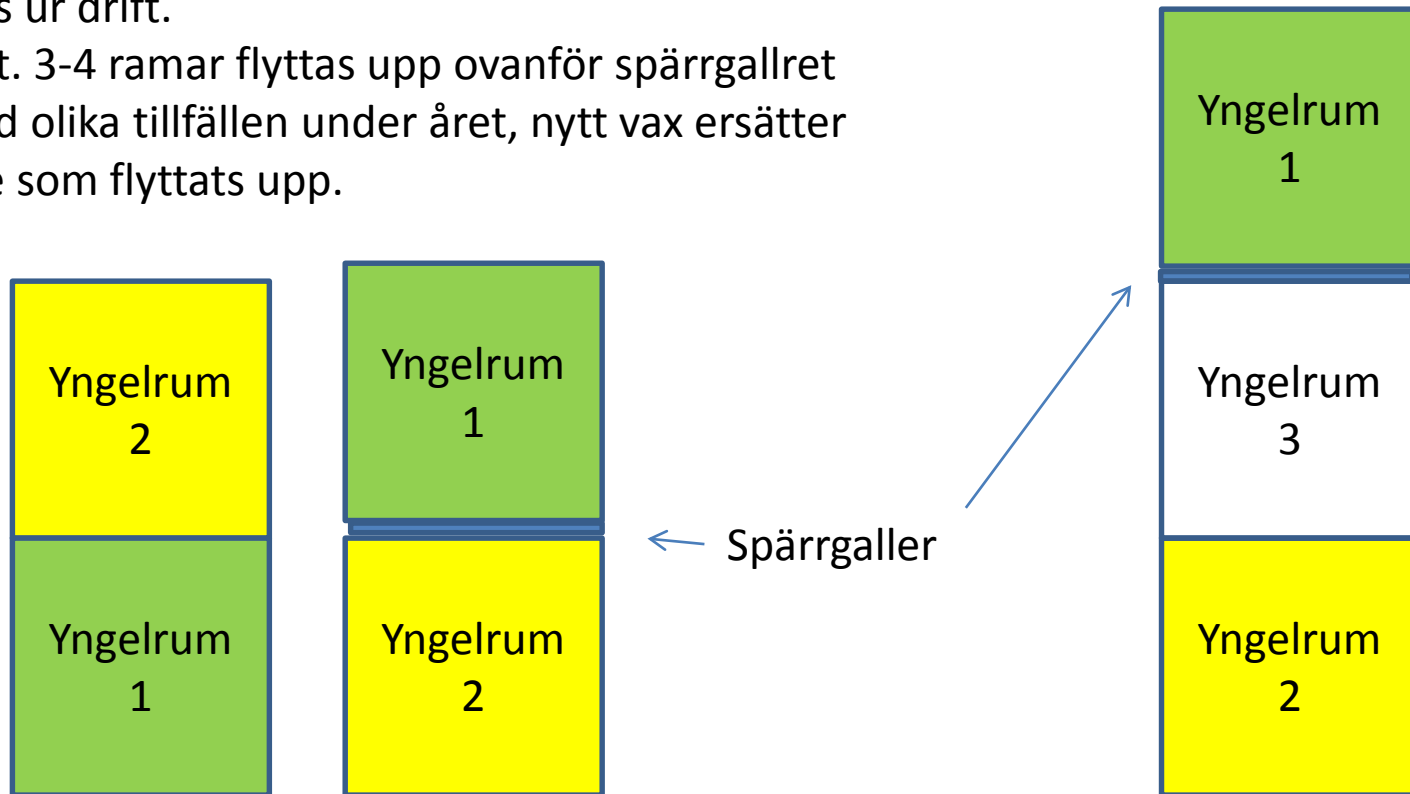 s ur drift.
t. 3-4 ramar flyttas upp ovanför spärrgallret
d olika tillfällen under året, nytt vax ersätter
e som flyttats upp.
Yngelrum
2
Yngelrum
1
Yngelrum
1
Yngelrum
2
Spärrgaller
Yngelrum
1
Yngelrum
3
Yngelrum
2